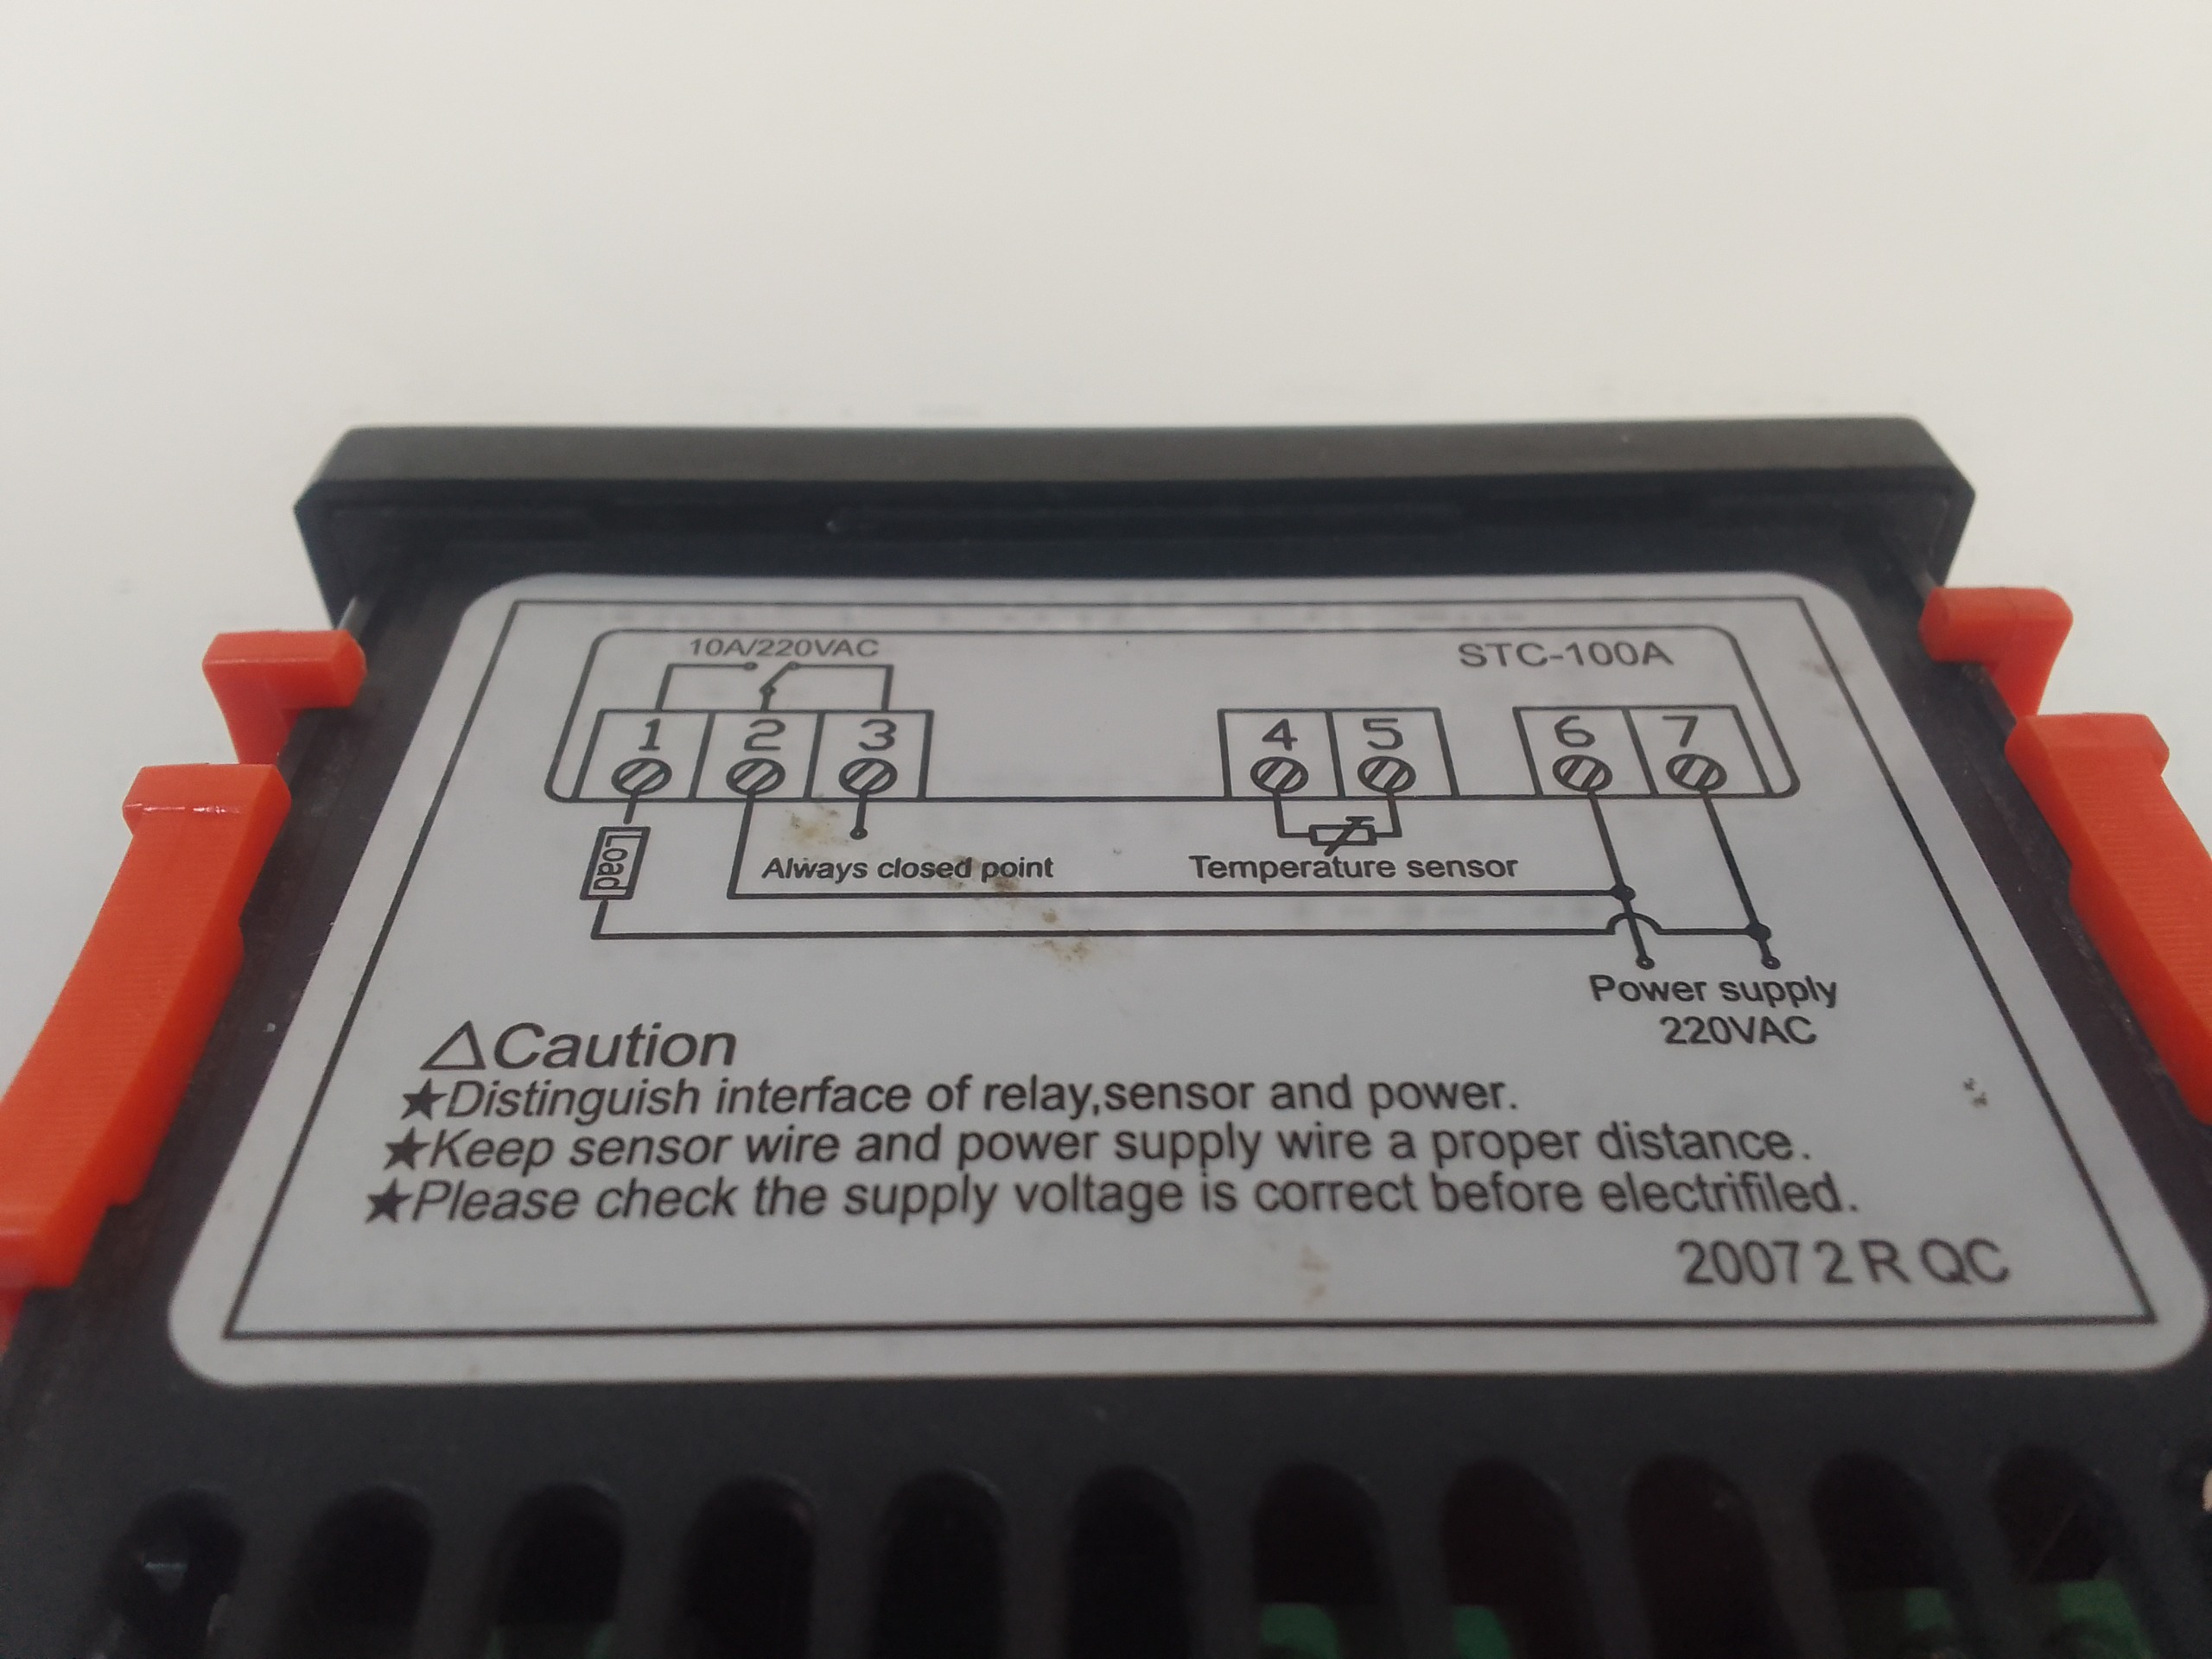 10A/220VAC
STC-100A
1 2 3 4 5 6 7
Load
Always closed point
Temperature sensor
Power supply
220VAC
△Caution
★Distinguish interface of relay,sensor and power.
★Keep sensor wire and power supply wire a proper distance.
★Please check the supply voltage is correct before electrifiled.
2007 2 R QC